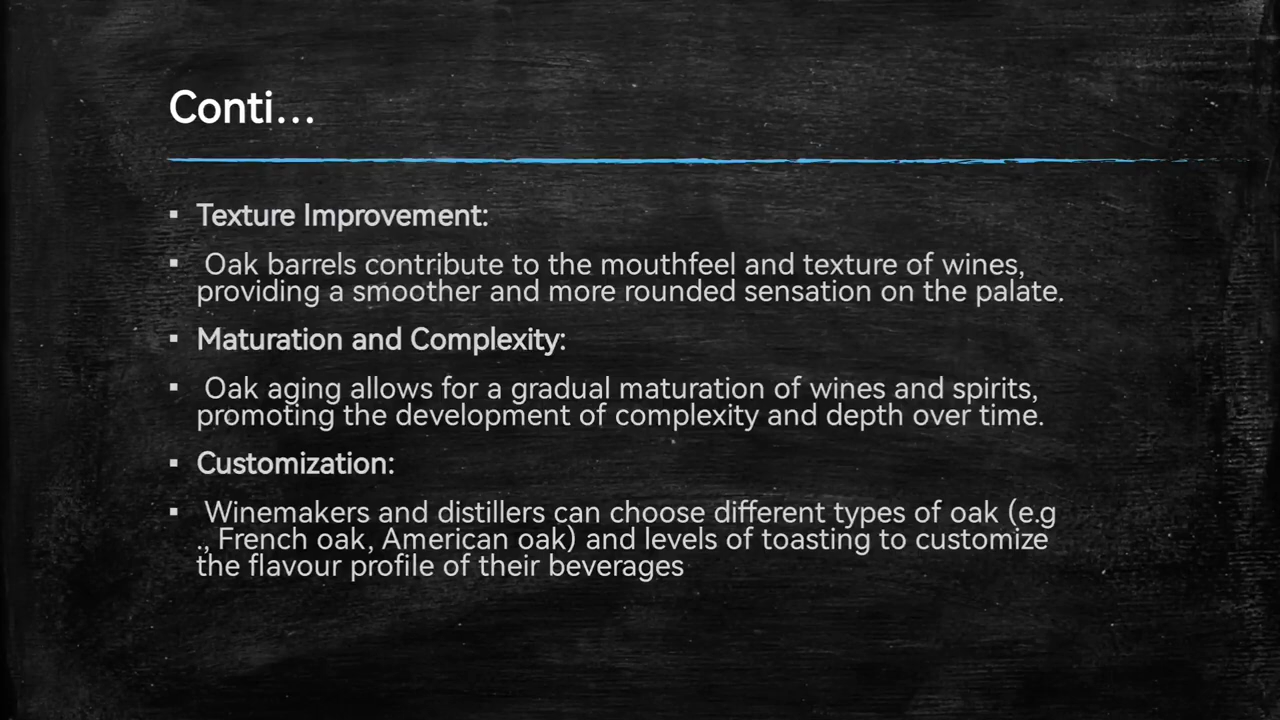 Conti...
▪ Texture Improvement:
▪ Oak barrels contribute to the mouthfeel and texture of wines,
providing a smoother and more rounded sensation on the palate.
▪ Maturation and Complexity:
▪ Oak aging allows for a gradual maturation of wines and spirits,
promoting the development of complexity and depth over time.
▪ Customization:
▪ Winemakers and distillers can choose different types of oak (e.g
., French oak, American oak) and levels of toasting to customize
the flavour profile of their beverages